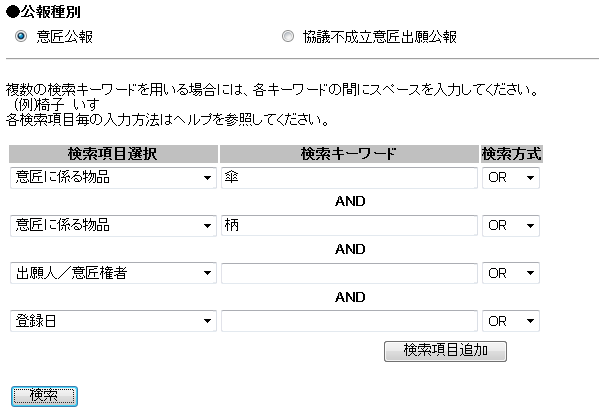 ●公報種別
意匠公報 協議不成立意匠出願公報
複数の検索キーワードを用いる場合には、各キーワードの間にスペースを入力してください。
(例)椅子 いす
各検索項目毎の入力方法はヘルプを参照してください。
検索項目選択 検索キーワード 検索方式
意匠に係る物品 傘 OR
AND
意匠に係る物品 柄 OR
AND
出願人／意匠権者 OR
AND
登録日 OR
検索項目追加
検索